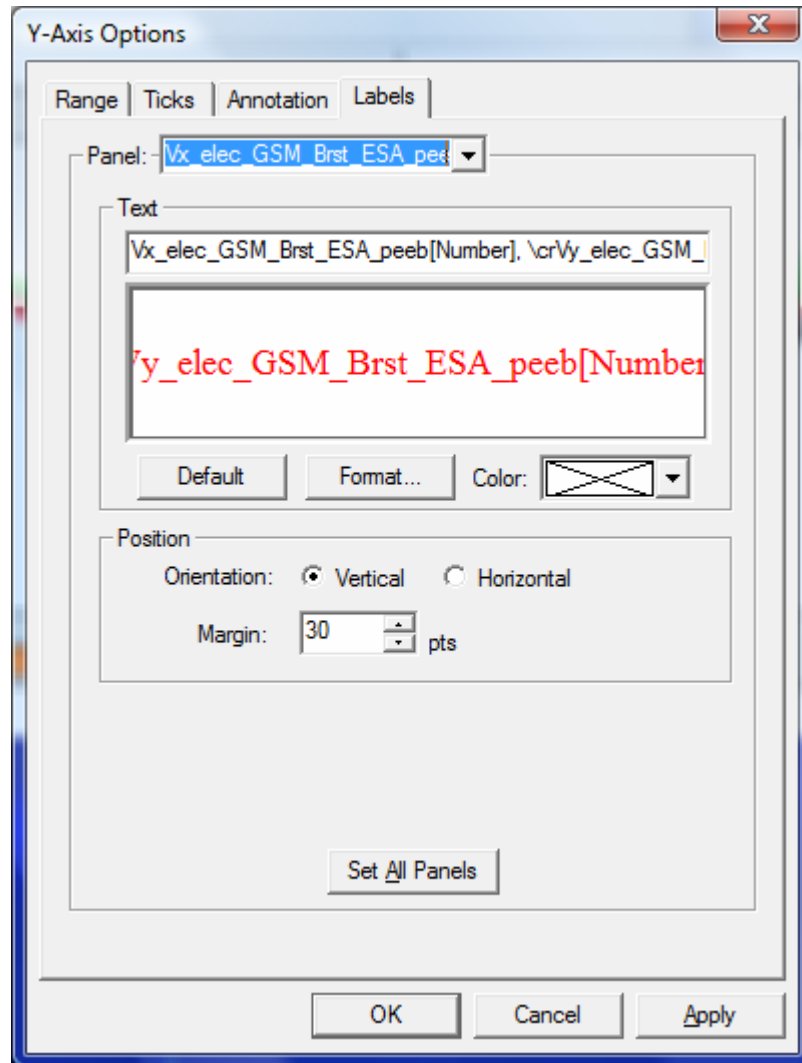 Y-Axis Options
Range Ticks Annotation Labels
Panel: Vx_elec_GSM_Brst_ESA_pee
Text
Vx_elec_GSM_Brst_ESA_peeb[Number], \crVy_elec_GSM_
Vy_elec_GSM_Brst_ESA_peeb[Number
Default Format... Color:
Position
Orientation: Vertical Horizontal
Margin: 30 pts
Set All Panels
OK Cancel Apply